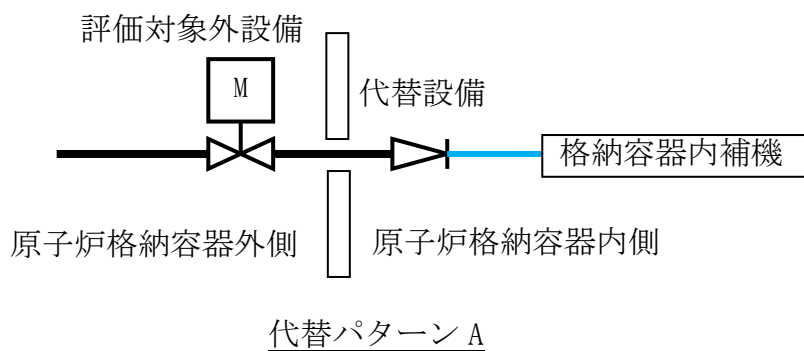 評価対象外設備
M
代替設備
格納容器内補機
原子炉格納容器外側
原子炉格納容器内側
代替パターン A